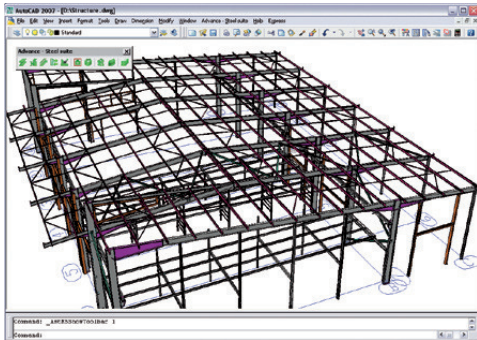 AutoCAD 2007 - [D:\Structure.dwg]
File Edit View Insert Format Tools Draw Dimension Modify Window Advance - Steel suite Help Express
Standard
Advance - Steel suite
Command:
Command: